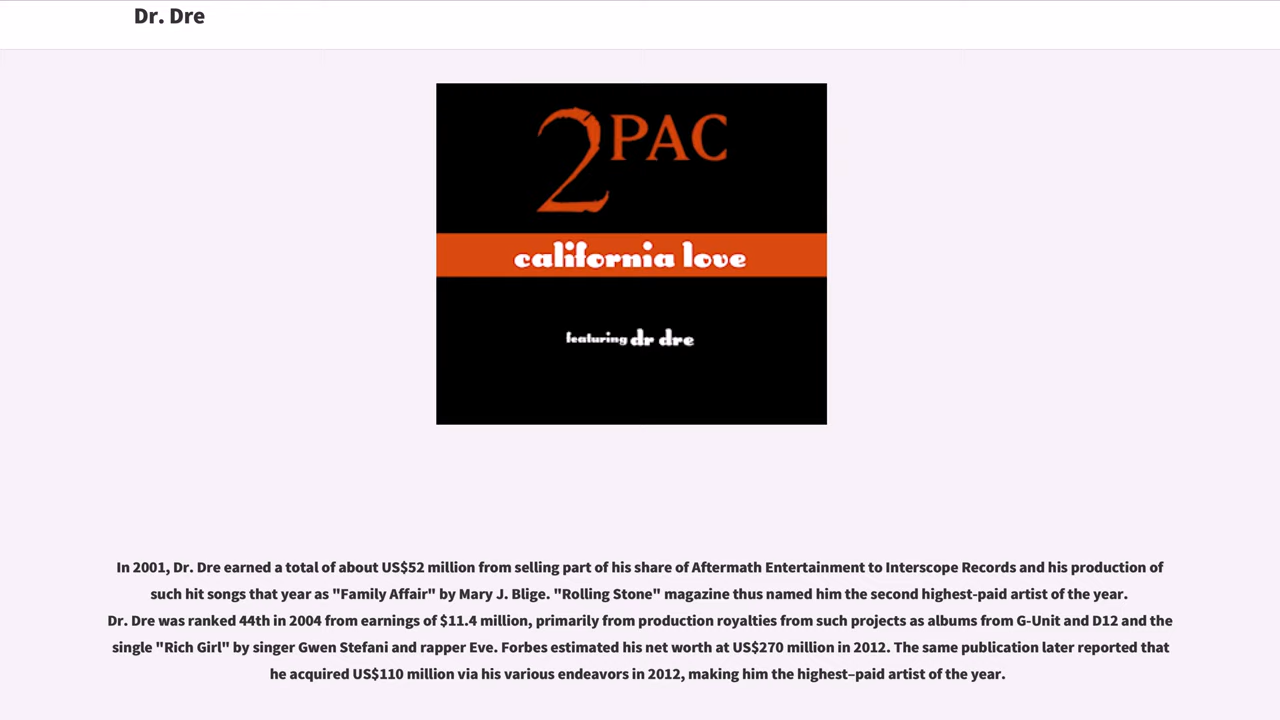 Dr. Dre
2PAC
california love
featuring dr dre
In 2001, Dr. Dre earned a total of about US$52 million from selling part of his share of Aftermath Entertainment to Interscope Records and his production of
such hit songs that year as "Family Affair" by Mary J. Blige. "Rolling Stone" magazine thus named him the second highest-paid artist of the year.
Dr. Dre was ranked 44th in 2004 from earnings of $11.4 million, primarily from production royalties from such projects as albums from G-Unit and D12 and the
single "Rich Girl" by singer Gwen Stefani and rapper Eve. Forbes estimated his net worth at US$270 million in 2012. The same publication later reported that
he acquired US$110 million via his various endeavors in 2012, making him the highest–paid artist of the year.